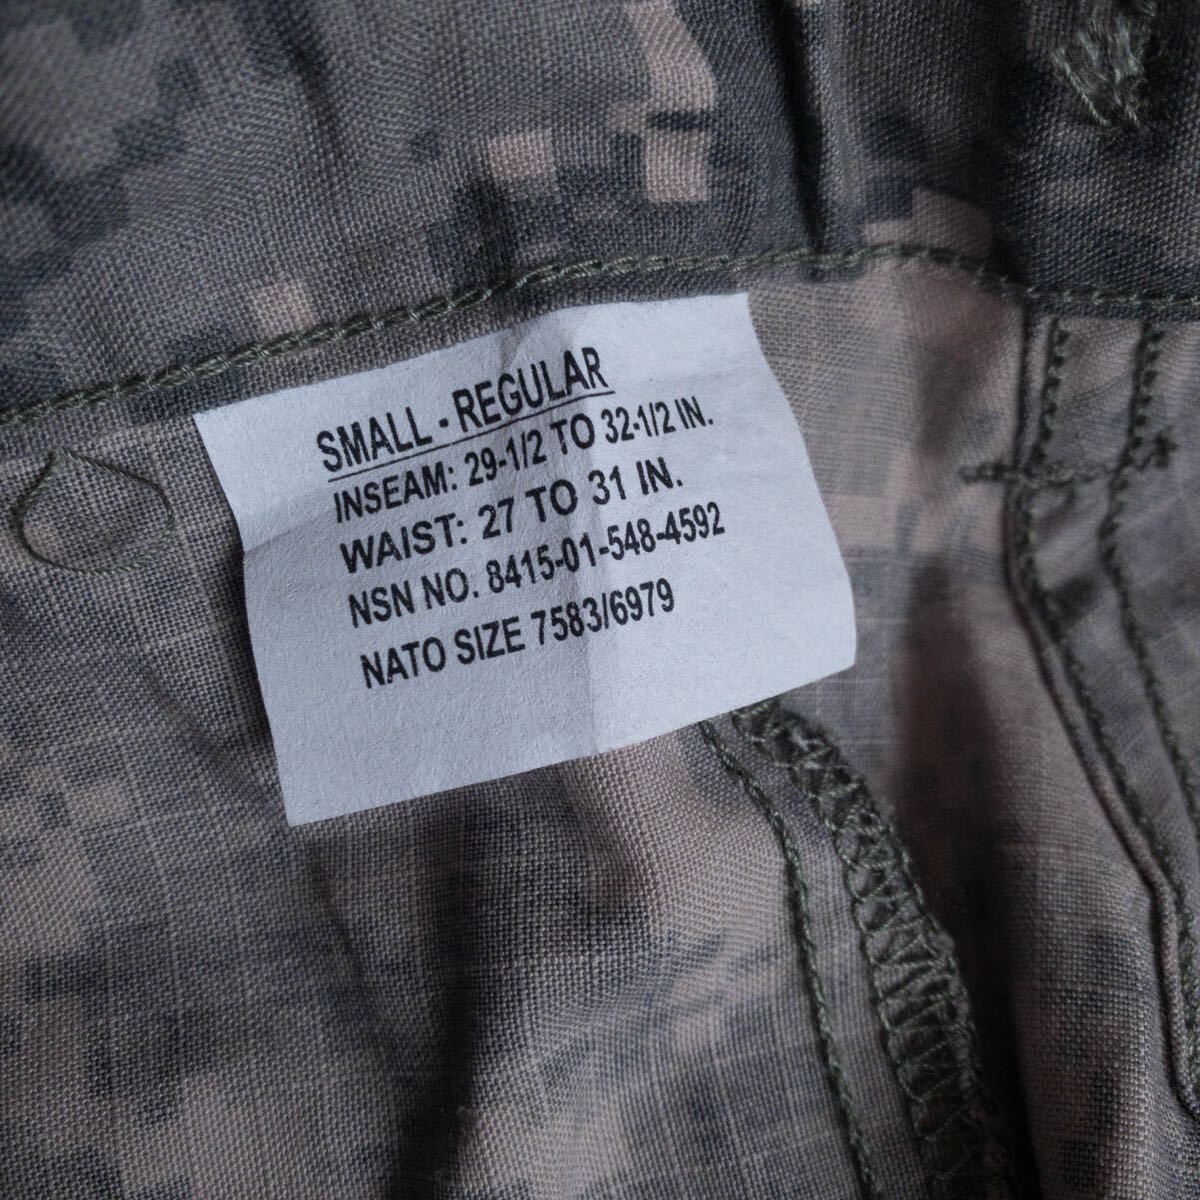 SMALL - REGULAR
INSEAM: 29-1/2 TO 32-1/2 IN.
WAIST: 27 TO 31 IN.
NSN NO. 8415-01-548-4592
NATO SIZE 7583/6979